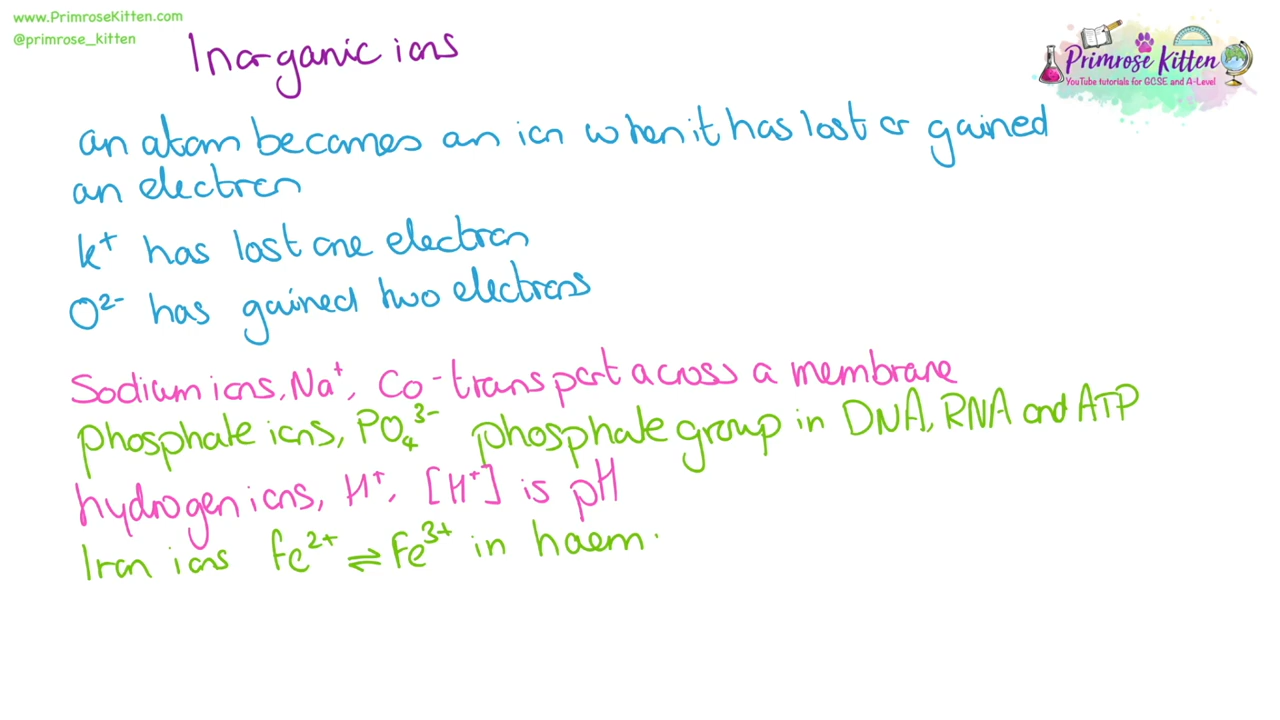 www.PrimroseKitten.com
@primrose_kitten
Inorganic ions
Primrose Kitten
YouTube tutorials for GCSE and A-Level
an atom becomes an ion when it has lost or gained
an electron
K⁺ has lost one electron
O²⁻ has gained two electrons
Sodium ions, Na⁺, Co-transport across a membrane
phosphate ions, PO₄³⁻ phosphate group in DNA, RNA and ATP
hydrogen ions, H⁺, [H⁺] is pH
Iron ions Fe²⁺ ⇌ Fe³⁺ in haem.